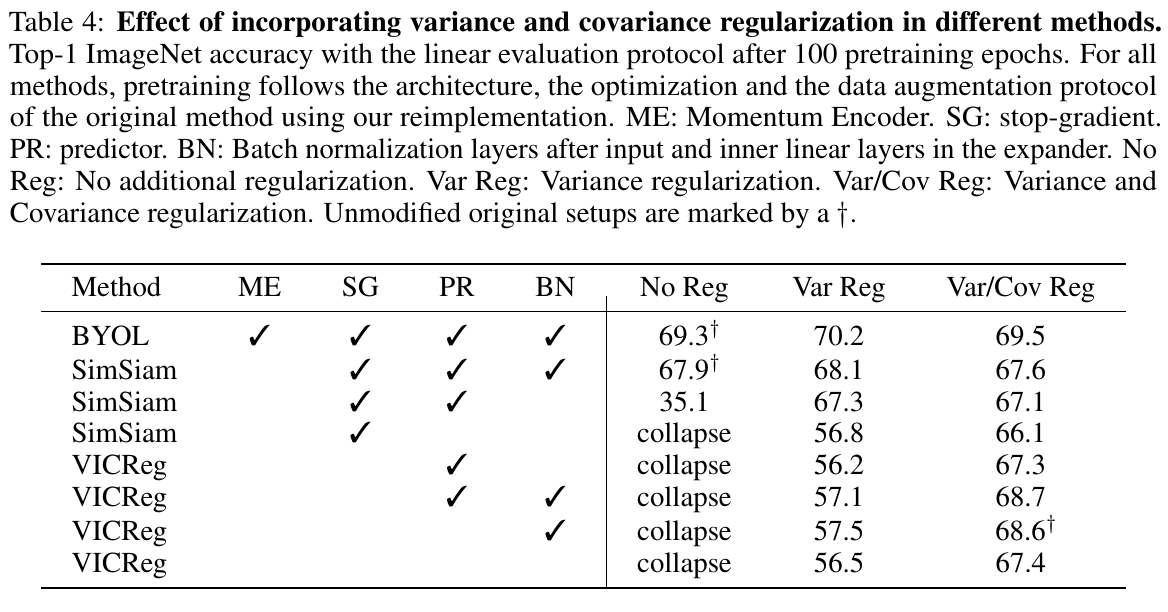 Table 4: Effect of incorporating variance and covariance regularization in different methods.
Top-1 ImageNet accuracy with the linear evaluation protocol after 100 pretraining epochs. For all
methods, pretraining follows the architecture, the optimization and the data augmentation protocol
of the original method using our reimplementation. ME: Momentum Encoder. SG: stop-gradient.
PR: predictor. BN: Batch normalization layers after input and inner linear layers in the expander. No
Reg: No additional regularization. Var Reg: Variance regularization. Var/Cov Reg: Variance and
Covariance regularization. Unmodified original setups are marked by a †.
Method ME SG PR BN No Reg Var Reg Var/Cov Reg
BYOL ✓ ✓ ✓ ✓ 69.3† 70.2 69.5
SimSiam ✓ ✓ ✓ 67.9† 68.1 67.6
SimSiam ✓ ✓ 35.1 67.3 67.1
SimSiam ✓ collapse 56.8 66.1
VICReg ✓ collapse 56.2 67.3
VICReg ✓ ✓ collapse 57.1 68.7
VICReg ✓ collapse 57.5 68.6†
VICReg collapse 56.5 67.4